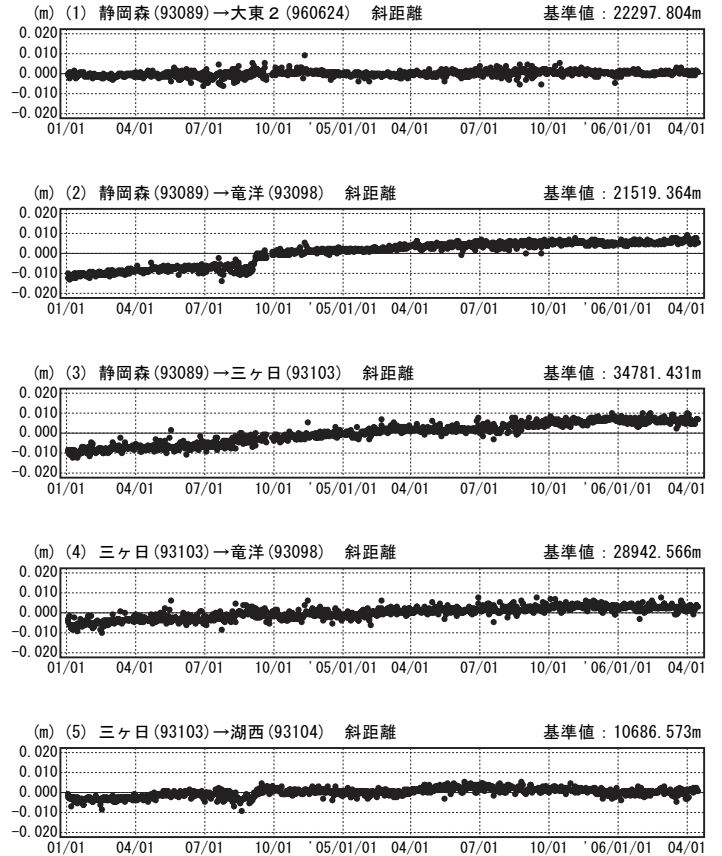 (m) (1) 静岡森(93089)→大東２(960624) 斜距離 基準値：22297.804m
0.020
0.010
0.000
-0.010
-0.020
01/01 04/01 07/01 10/01 '05/01/01 04/01 07/01 10/01 '06/01/01 04/01
(m) (2) 静岡森(93089)→竜洋(93098) 斜距離 基準値：21519.364m
0.020
0.010
0.000
-0.010
-0.020
01/01 04/01 07/01 10/01 '05/01/01 04/01 07/01 10/01 '06/01/01 04/01
(m) (3) 静岡森(93089)→三ヶ日(93103) 斜距離 基準値：34781.431m
0.020
0.010
0.000
-0.010
-0.020
01/01 04/01 07/01 10/01 '05/01/01 04/01 07/01 10/01 '06/01/01 04/01
(m) (4) 三ヶ日(93103)→竜洋(93098) 斜距離 基準値：28942.566m
0.020
0.010
0.000
-0.010
-0.020
01/01 04/01 07/01 10/01 '05/01/01 04/01 07/01 10/01 '06/01/01 04/01
(m) (5) 三ヶ日(93103)→湖西(93104) 斜距離 基準値：10686.573m
0.020
0.010
0.000
-0.010
-0.020
01/01 04/01 07/01 10/01 '05/01/01 04/01 07/01 10/01 '06/01/01 04/01